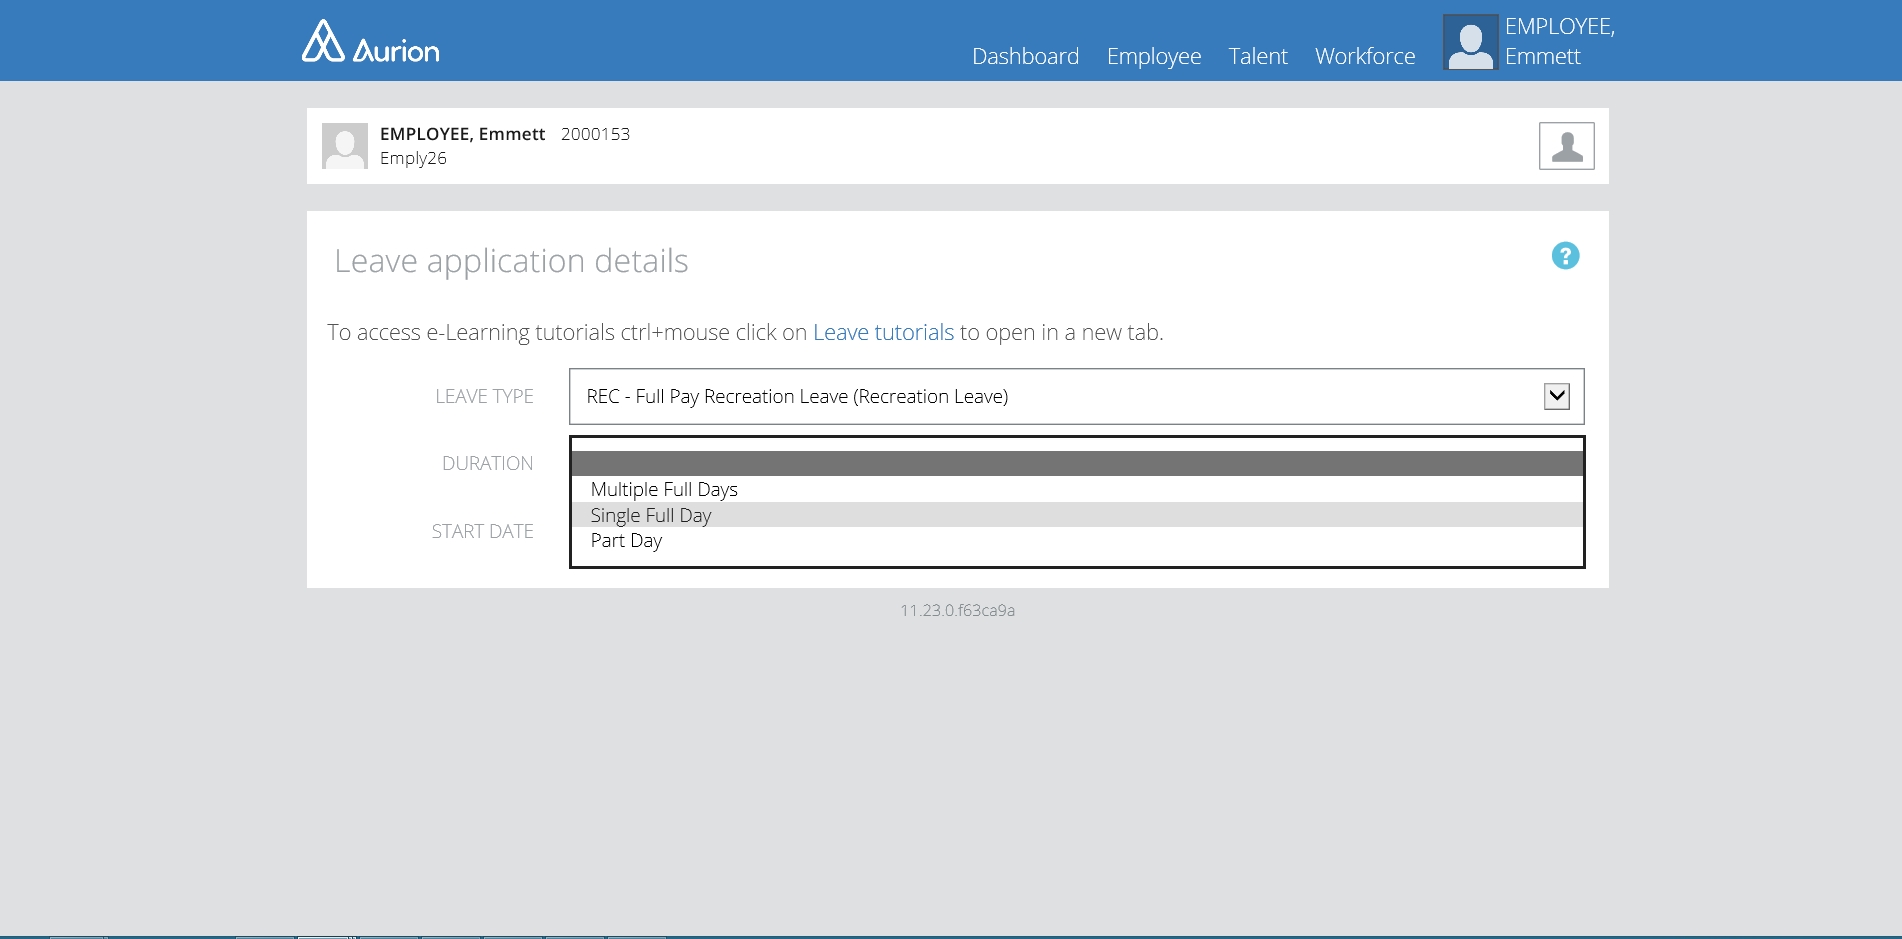 Aurion
Dashboard Employee Talent Workforce
EMPLOYEE,
Emmett
EMPLOYEE, Emmett 2000153
Emply26
Leave application details
?
To access e-Learning tutorials ctrl+mouse click on Leave tutorials to open in a new tab.
LEAVE TYPE REC - Full Pay Recreation Leave (Recreation Leave)
DURATION
Multiple Full Days
Single Full Day
START DATE
Part Day
11.23.0.f63ca9a